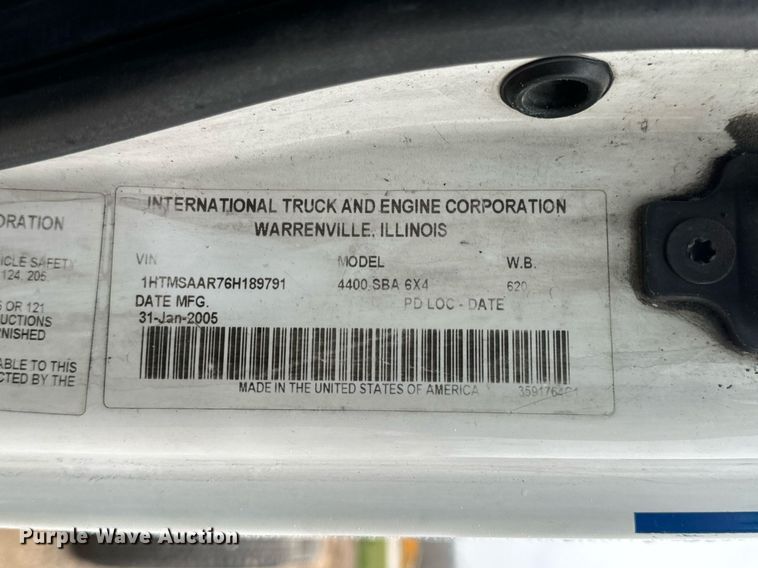 ORATION
ICLE SAFETY
124, 205
S OR 121
UCTIONS
RNISHED
ABLE TO THIS
CTED BY THE
INTERNATIONAL TRUCK AND ENGINE CORPORATION
WARRENVILLE, ILLINOIS
VIN MODEL W.B.
1HTMSAAR76H189791 4400 SBA 6X4 620
DATE MFG. PD LOC - DATE
31-Jan-2005
MADE IN THE UNITED STATES OF AMERICA
Purple Wave Auction